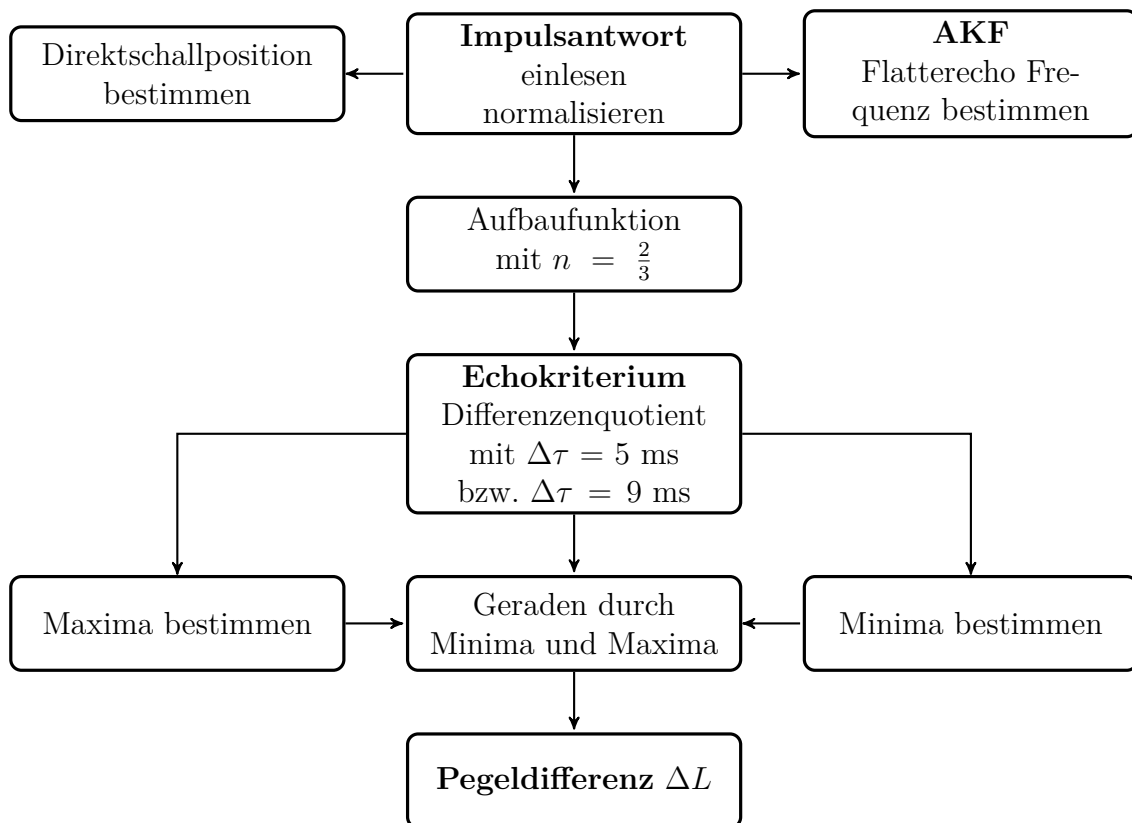 Direktschallposition
bestimmen
Impulsantwort
einlesen
normalisieren
AKF
Flatterecho Fre-
quenz bestimmen
Aufbaufunktion
mit n = 2/3
Echokriterium
Differenzenquotient
mit Δτ = 5 ms
bzw. Δτ = 9 ms
Maxima bestimmen
Geraden durch
Minima und Maxima
Minima bestimmen
Pegeldifferenz ΔL